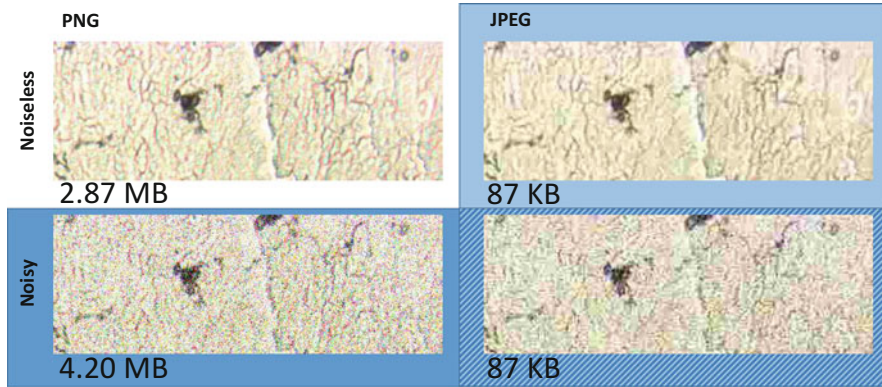 PNG
JPEG
Noiseless
2.87 MB
87 KB
Noisy
4.20 MB
87 KB